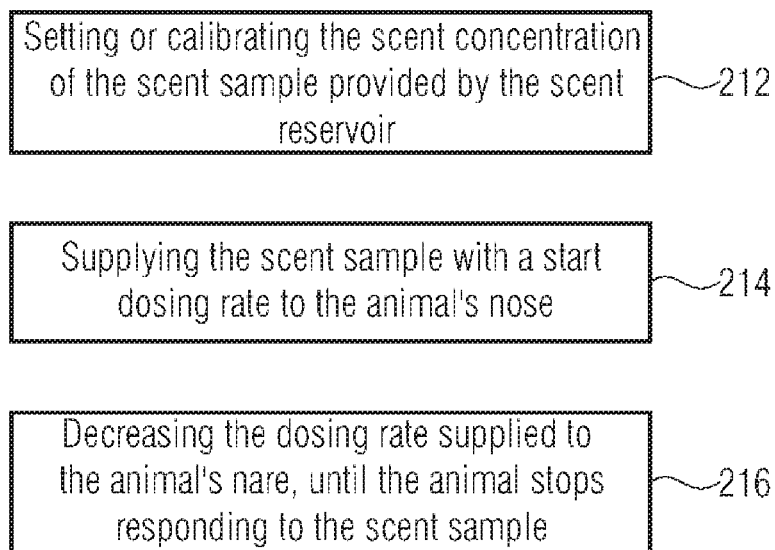 Setting or calibrating the scent concentration
of the scent sample provided by the scent
reservoir
212
Supplying the scent sample with a start
dosing rate to the animal's nose
214
Decreasing the dosing rate supplied to
the animal's nare, until the animal stops
responding to the scent sample
216